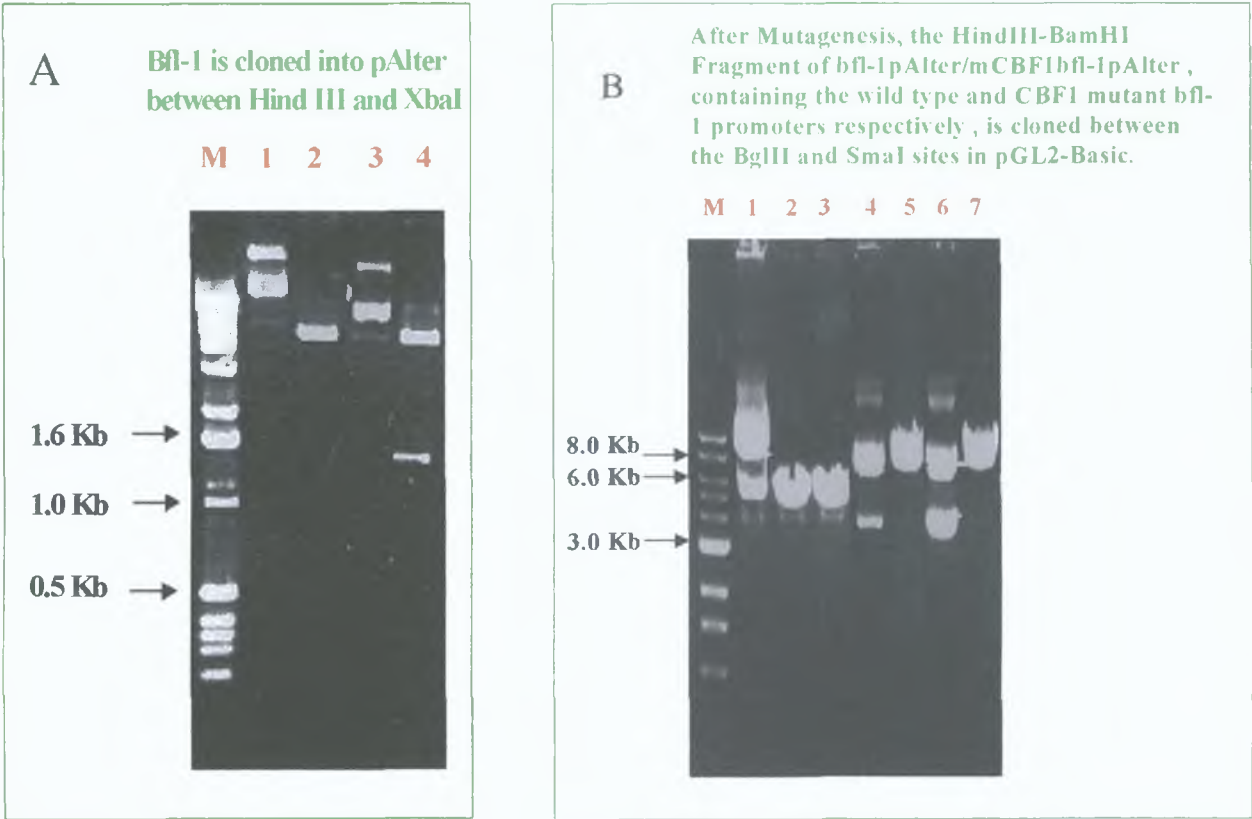 A
Bfl-1 is cloned into pAlter
between Hind III and XbaI
M 1 2 3 4
1.6 Kb
1.0 Kb
0.5 Kb
B
After Mutagenesis, the HindIII-BamHI
Fragment of bfl-1pAlter/mCBF1bfl-1pAlter ,
containing the wild type and CBF1 mutant bfl-
1 promoters respectively , is cloned between
the BglII and SmaI sites in pGL2-Basic.
M 1 2 3 4 5 6 7
8.0 Kb
6.0 Kb
3.0 Kb